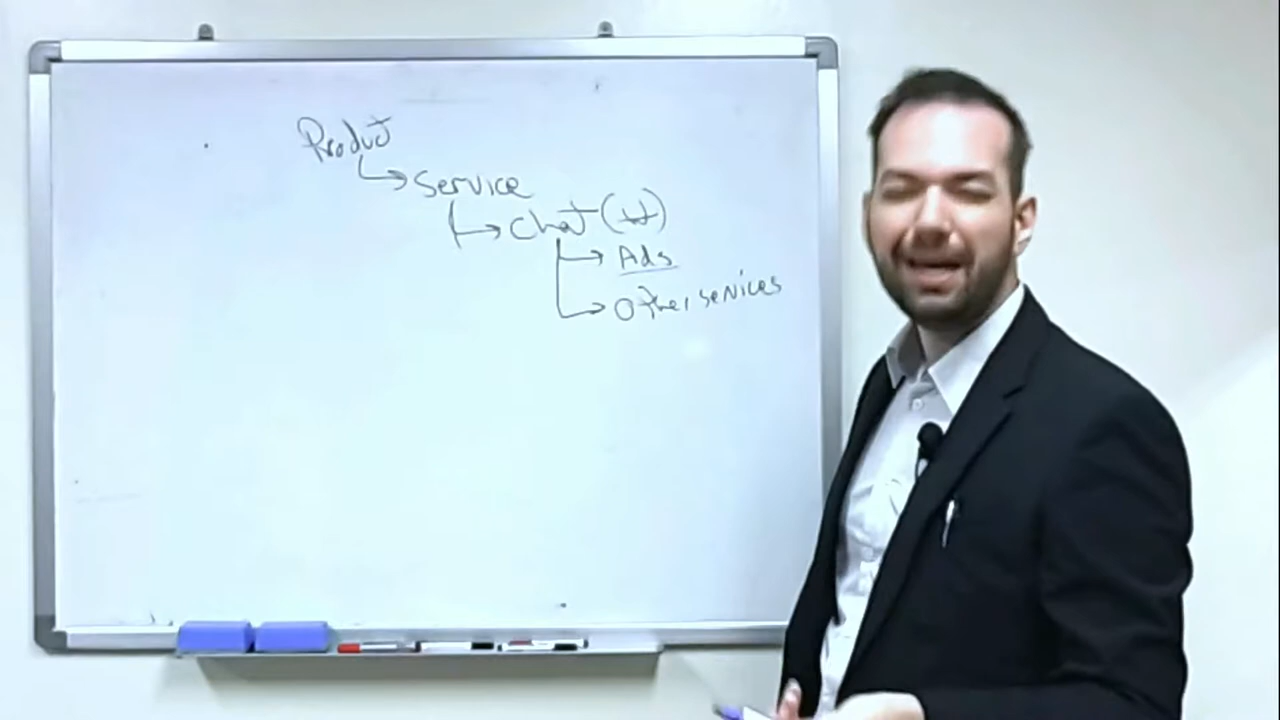 Product
Service
Chat
Ads
Other services